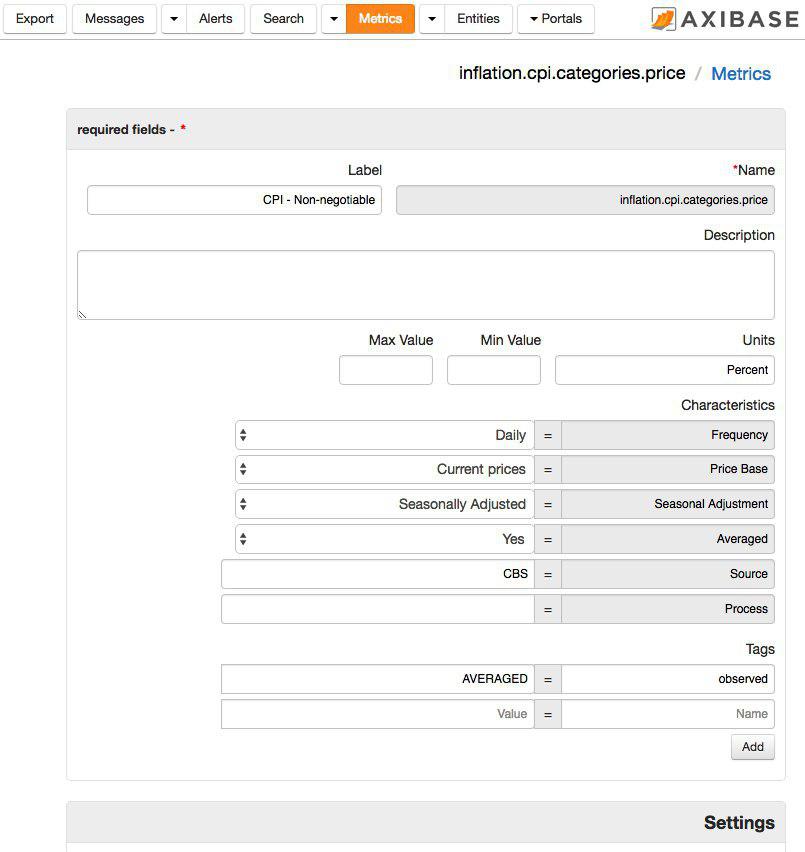 Export Messages Alerts Search Metrics Entities Portals AXIBASE
inflation.cpi.categories.price / Metrics
required fields - *
Label *Name
CPI - Non-negotiable inflation.cpi.categories.price
Description
Max Value Min Value Units
Percent
Characteristics
Daily = Frequency
Current prices = Price Base
Seasonally Adjusted = Seasonal Adjustment
Yes = Averaged
CBS = Source
= Process
Tags
AVERAGED = observed
Value = Name
Add
Settings